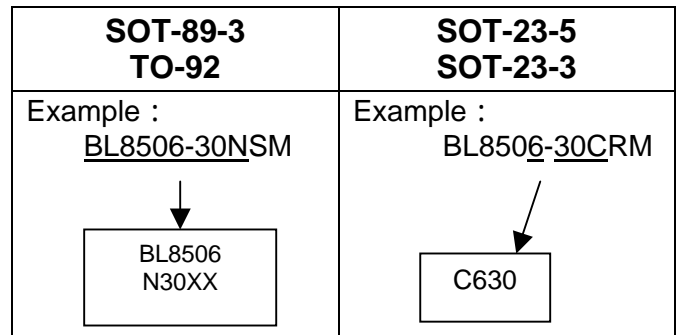 SOT-89-3
TO-92
Example：
BL8506-30NSM
BL8506
N30XX
SOT-23-5
SOT-23-3
Example：
BL8506-30CRM
C630